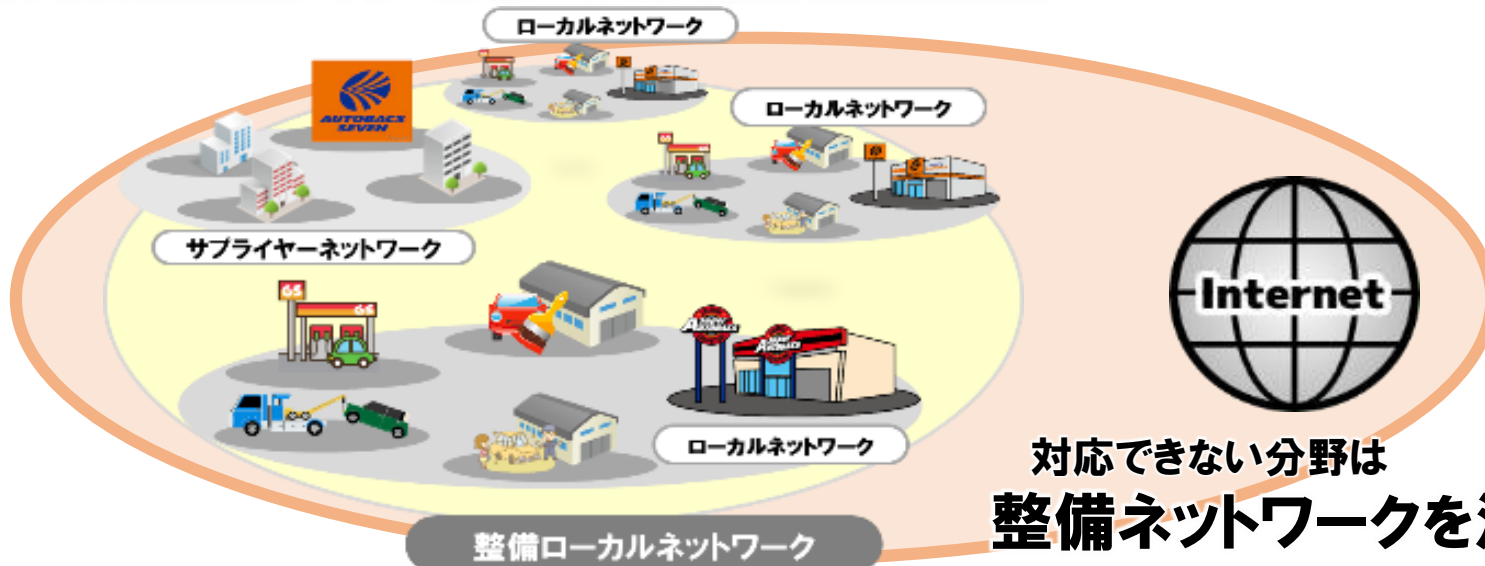 ローカルネットワーク
AUTOBACS
SEVEN
ローカルネットワーク
GS
サプライヤーネットワーク
GS
GS
Internet
ローカルネットワーク
対応できない分野は
整備ネットワークを
整備ローカルネットワーク